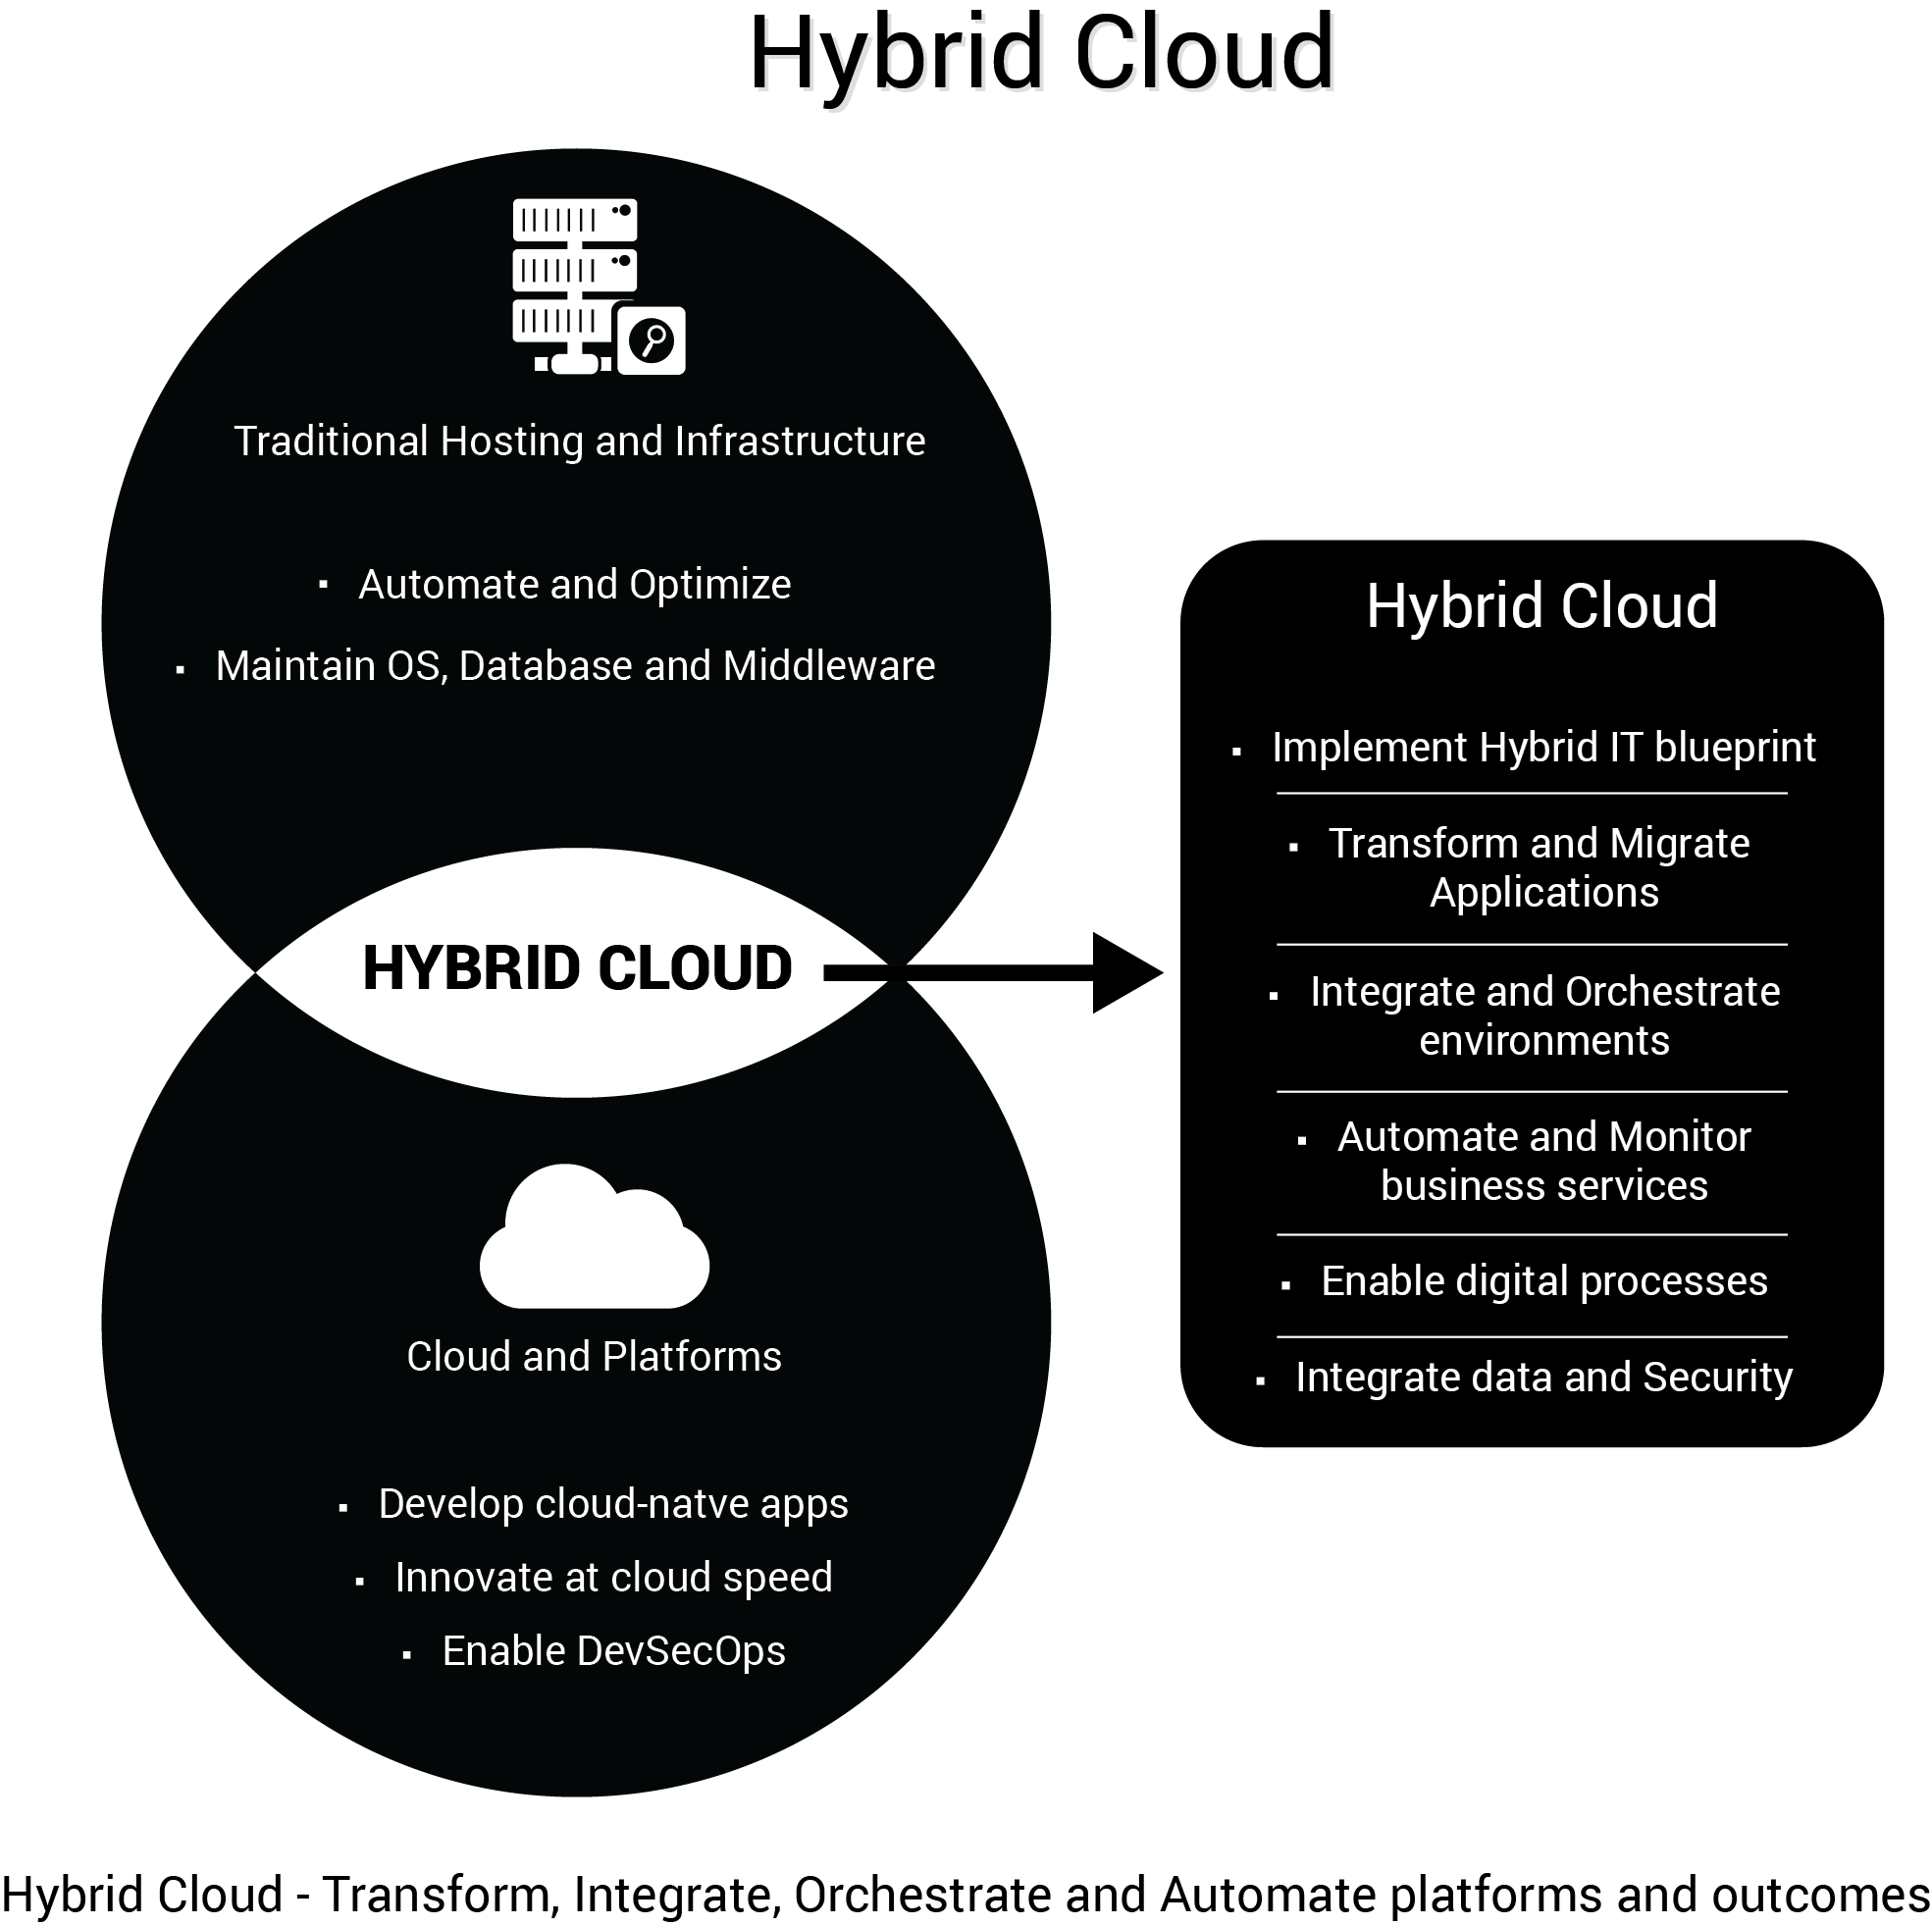 Hybrid Cloud
Traditional Hosting and Infrastructure
▪ Automate and Optimize
▪ Maintain OS, Database and Middleware
HYBRID CLOUD
Cloud and Platforms
▪ Develop cloud-natve apps
▪ Innovate at cloud speed
▪ Enable DevSecOps
Hybrid Cloud
▪ Implement Hybrid IT blueprint
▪ Transform and Migrate
Applications
▪ Integrate and Orchestrate
environments
▪ Automate and Monitor
business services
▪ Enable digital processes
▪ Integrate data and Security
Hybrid Cloud - Transform, Integrate, Orchestrate and Automate platforms and outcomes